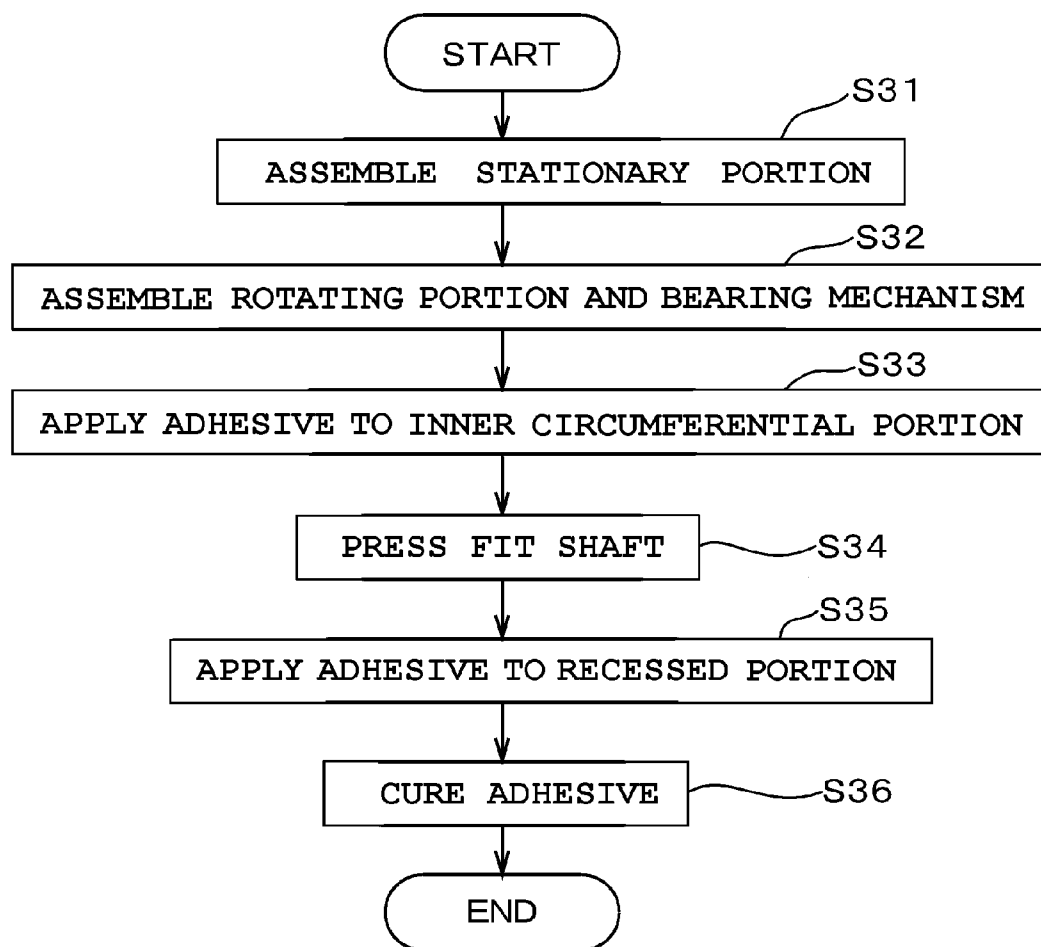 START
S31
ASSEMBLE STATIONARY PORTION
S32
ASSEMBLE ROTATING PORTION AND BEARING MECHANISM
S33
APPLY ADHESIVE TO INNER CIRCUMFERENTIAL PORTION
PRESS FIT SHAFT
S34
S35
APPLY ADHESIVE TO RECESSED PORTION
CURE ADHESIVE
S36
END